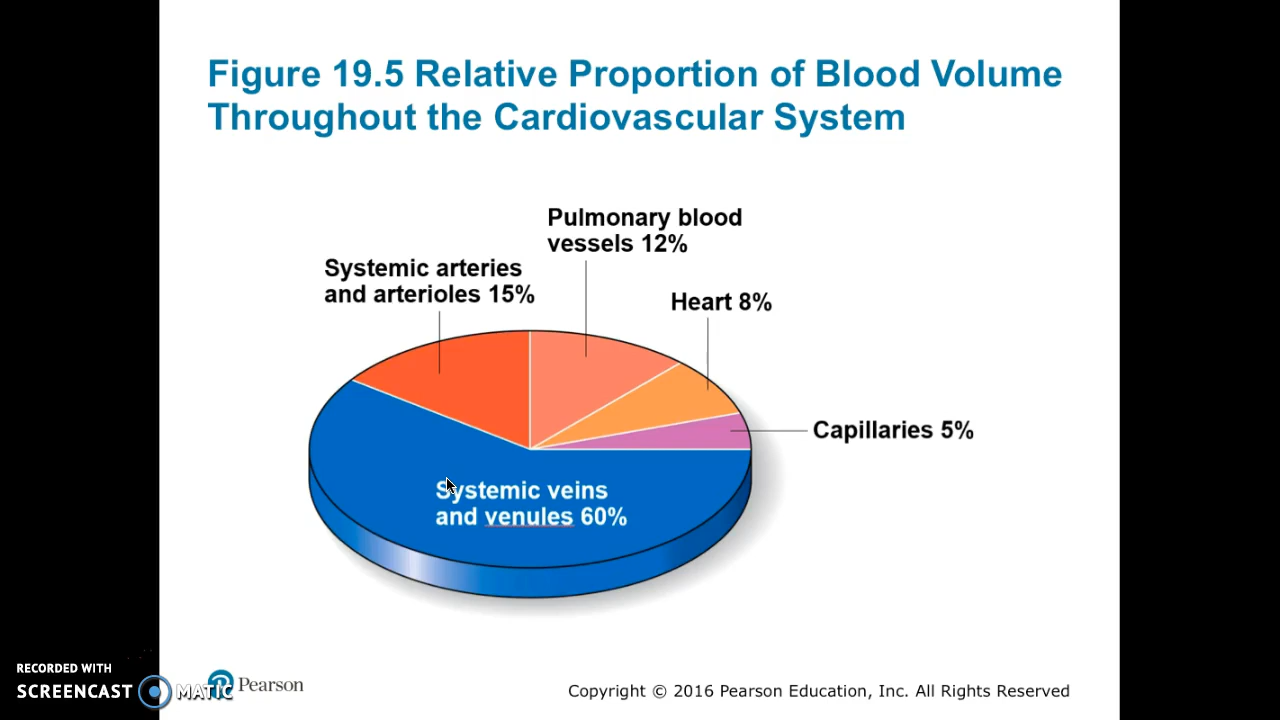 Figure 19.5 Relative Proportion of Blood Volume
Throughout the Cardiovascular System
Pulmonary blood
vessels 12%
Systemic arteries
and arterioles 15%
Heart 8%
Capillaries 5%
Systemic veins
and venules 60%
RECORDED WITH
SCREENCAST MATIC
Pearson
Copyright © 2016 Pearson Education, Inc. All Rights Reserved